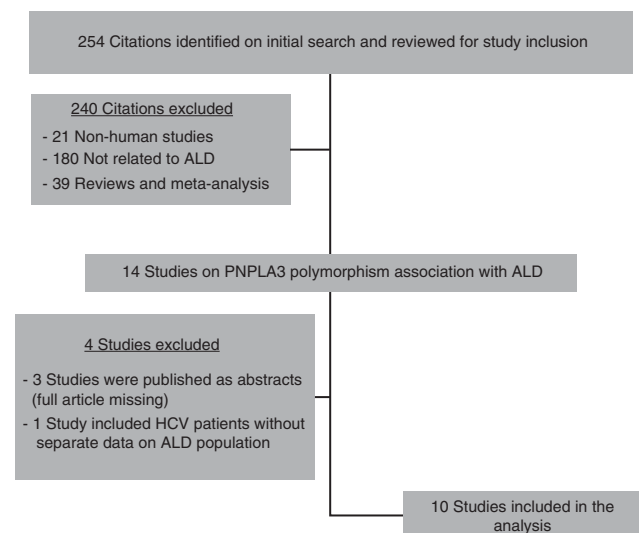 254 Citations identified on initial search and reviewed for study inclusion
240 Citations excluded
- 21 Non-human studies
- 180 Not related to ALD
- 39 Reviews and meta-analysis
14 Studies on PNPLA3 polymorphism association with ALD
4 Studies excluded
- 3 Studies were published as abstracts
(full article missing)
- 1 Study included HCV patients without
separate data on ALD population
10 Studies included in the
analysis